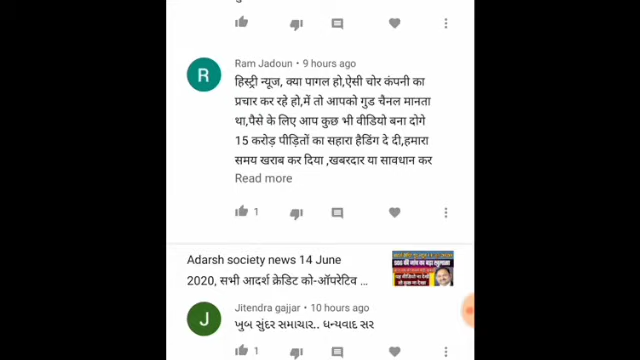 Ram Jadoun • 9 hours ago
हिस्ट्री न्यूज, क्या पागल हो,ऐसी चोर कंपनी का
प्रचार कर रहे हो,में तो आपको गुड चैनल मानता
था,पैसे के लिए आप कुछ भी वीडियो बना दोगे
15 करोड़ पीड़ितों का सहारा हैडिंग दे दी,हमारा
समय खराब कर दिया ,खबरदार या सावधान कर
Read more
R
1
Adarsh society news 14 June
2020, सभी आदर्श क्रेडिट को-ऑपरेटिव ...
Jitendra gajjar • 10 hours ago
ખુબ સુંદર સમાચાર.. ધન્યવાદ સર
J
1